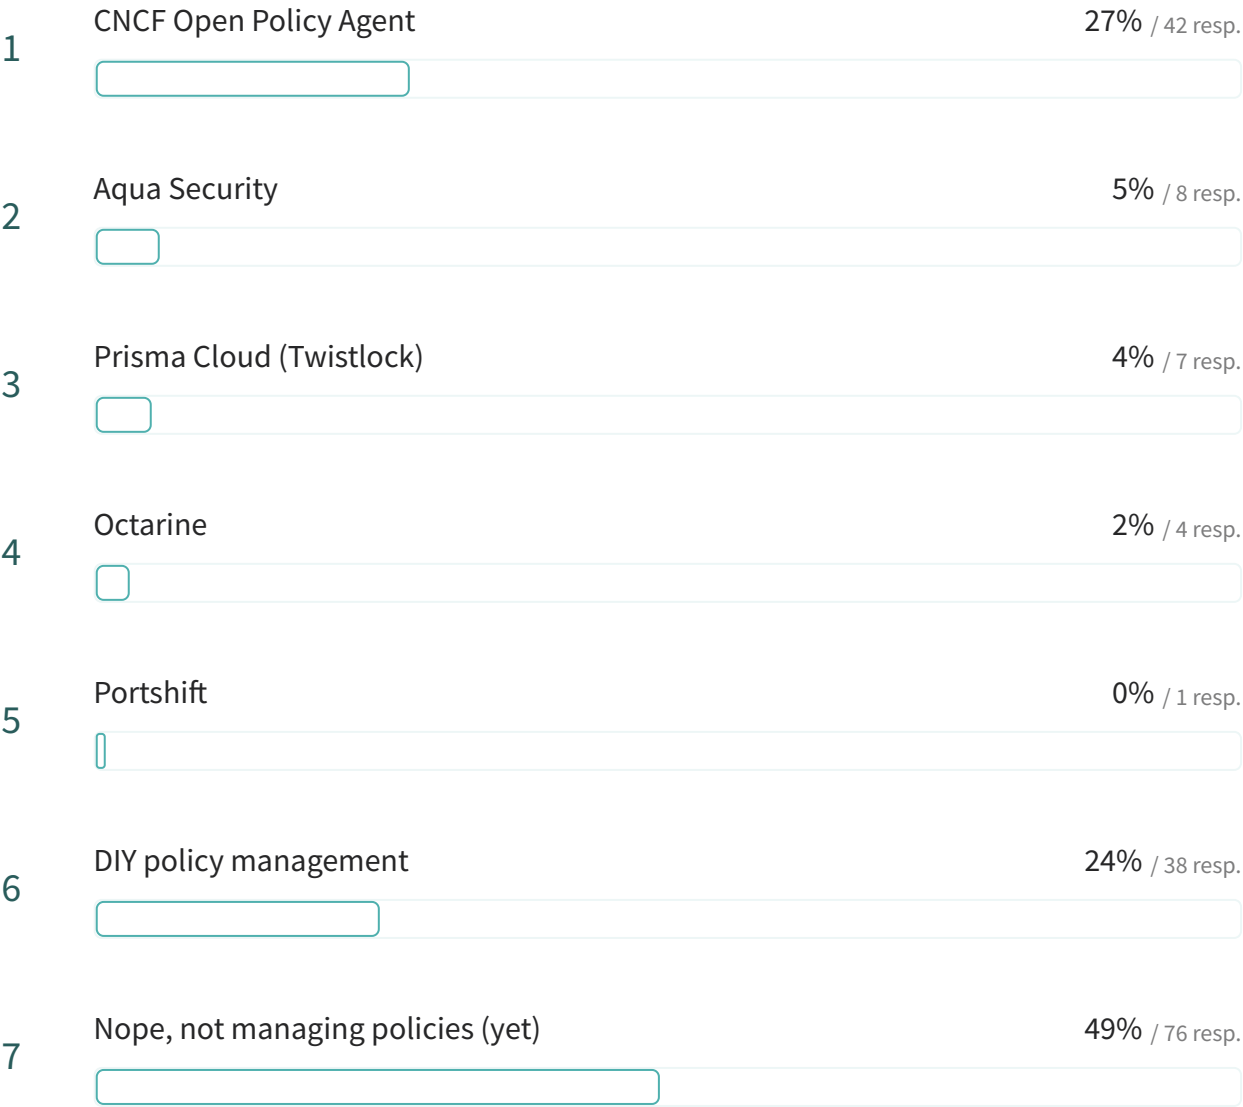 1
CNCF Open Policy Agent 27% / 42 resp.
2
Aqua Security 5% / 8 resp.
3
Prisma Cloud (Twistlock) 4% / 7 resp.
4
Octarine 2% / 4 resp.
5
Portshift 0% / 1 resp.
6
DIY policy management 24% / 38 resp.
7
Nope, not managing policies (yet) 49% / 76 resp.